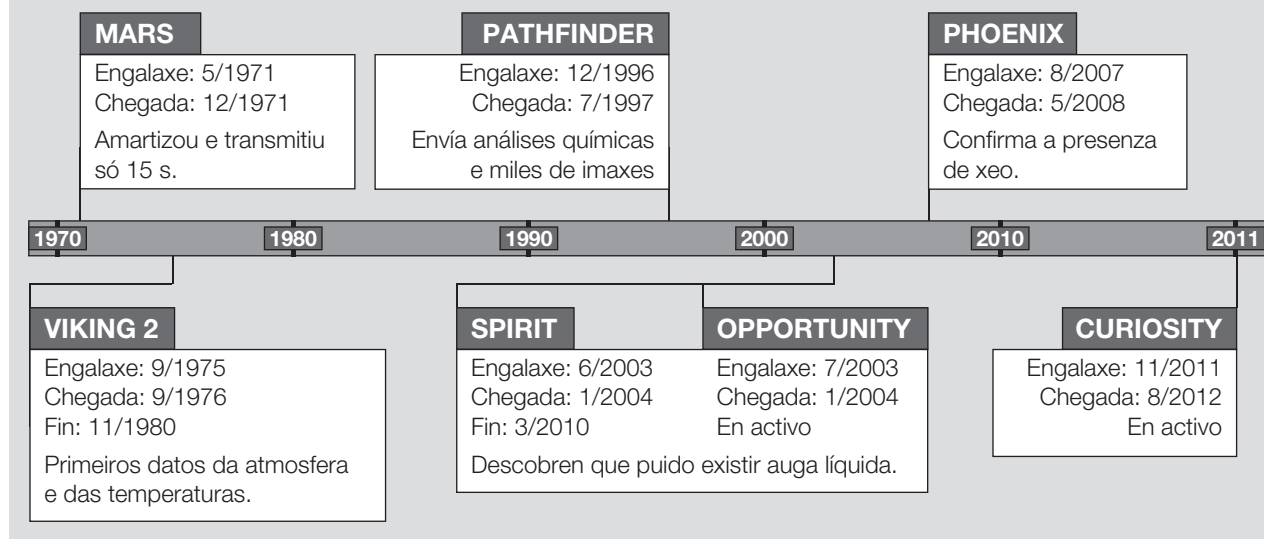 MARS
Engalaxe: 5/1971
Chegada: 12/1971
Amartizou e transmitiu
só 15 s.
PATHFINDER
Engalaxe: 12/1996
Chegada: 7/1997
Envía análises químicas
e miles de imaxes
PHOENIX
Engalaxe: 8/2007
Chegada: 5/2008
Confirma a presenza
de xeo.
1970 1980 1990 2000 2010 2011
VIKING 2
Engalaxe: 9/1975
Chegada: 9/1976
Fin: 11/1980
Primeiros datos da atmosfera
e das temperaturas.
SPIRIT
Engalaxe: 6/2003
Chegada: 1/2004
Fin: 3/2010
OPPORTUNITY
Engalaxe: 7/2003
Chegada: 1/2004
En activo
Descobren que puido existir auga líquida.
CURIOSITY
Engalaxe: 11/2011
Chegada: 8/2012
En activo